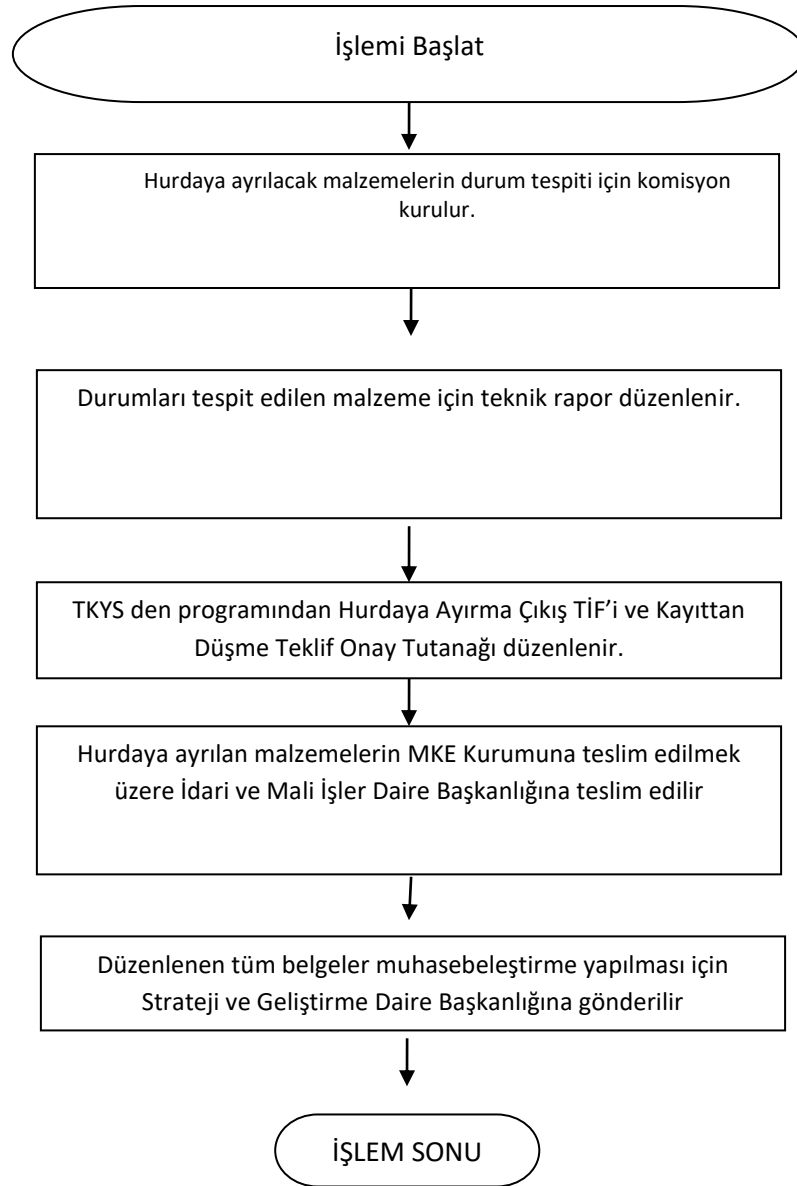 İşlemi Başlat
Hurdaya ayrılacak malzemelerin durum tespiti için komisyon
kurulur.
Durumları tespit edilen malzeme için teknik rapor düzenlenir.
TKYS den programından Hurdaya Ayırma Çıkış TİF’i ve Kayıttan
Düşme Teklif Onay Tutanağı düzenlenir.
Hurdaya ayrılan malzemelerin MKE Kurumuna teslim edilmek
üzere İdari ve Mali İşler Daire Başkanlığına teslim edilir
Düzenlenen tüm belgeler muhasebeleştirme yapılması için
Strateji ve Geliştirme Daire Başkanlığına gönderilir
İŞLEM SONU